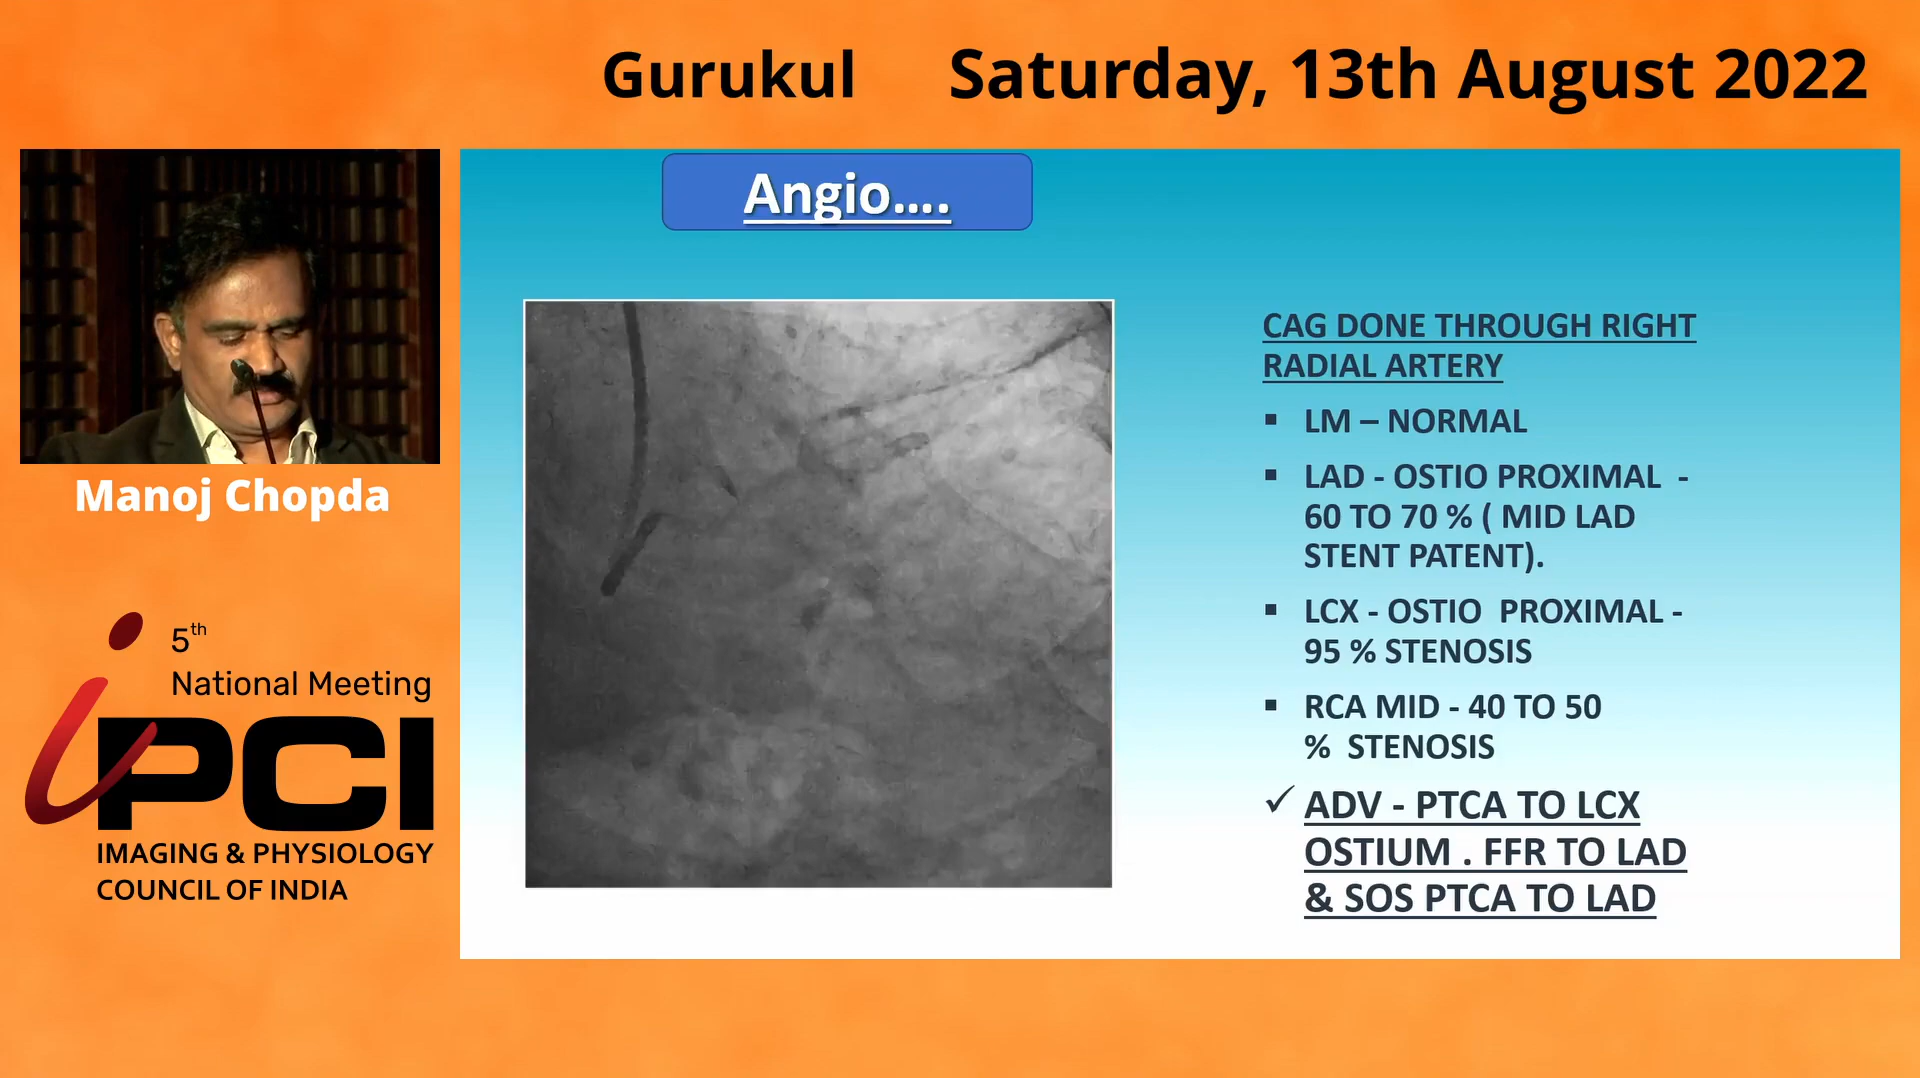 Gurukul Saturday, 13th August 2022
Angio....
CAG DONE THROUGH RIGHT
RADIAL ARTERY
▪ LM – NORMAL
▪ LAD - OSTIO PROXIMAL -
60 TO 70 % ( MID LAD
STENT PATENT).
▪ LCX - OSTIO PROXIMAL -
95 % STENOSIS
▪ RCA MID - 40 TO 50
% STENOSIS
✓ ADV - PTCA TO LCX
OSTIUM . FFR TO LAD
& SOS PTCA TO LAD
Manoj Chopda
5th
National Meeting
iPCI
IMAGING & PHYSIOLOGY
COUNCIL OF INDIA